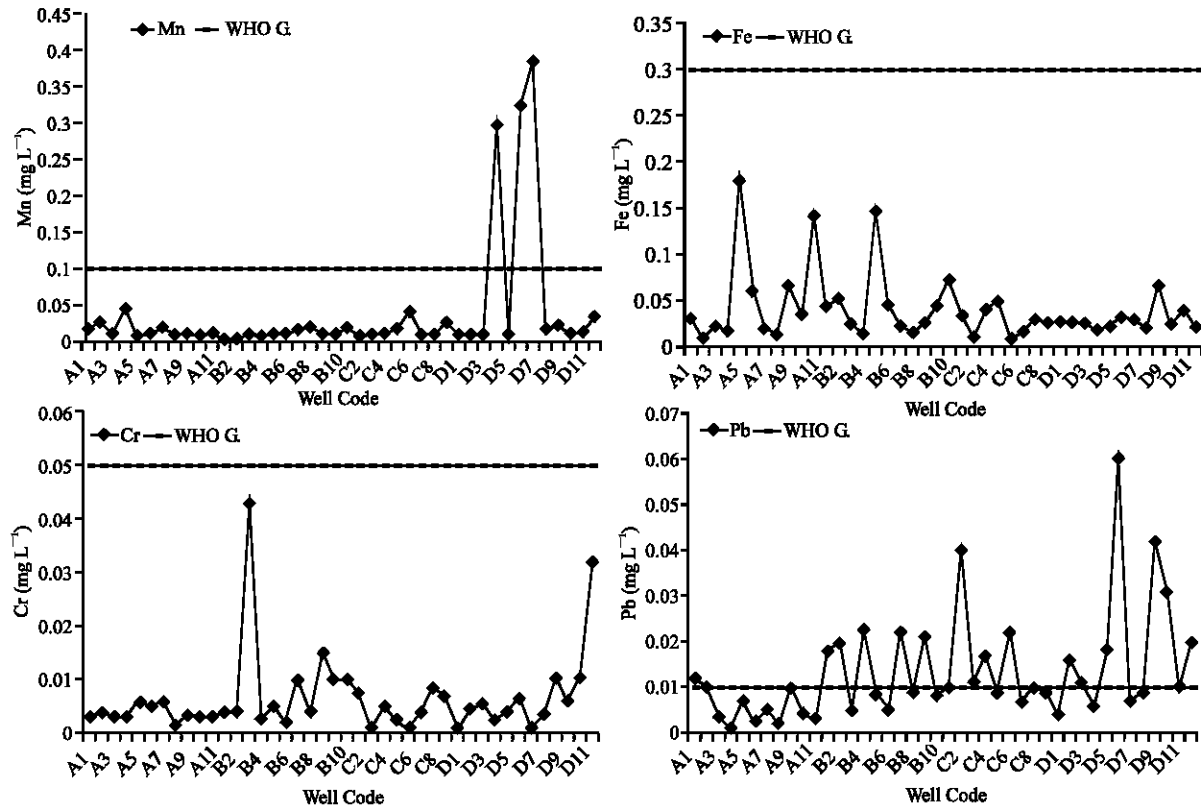 Mn WHO G.
Mn (mg L⁻¹)
0.45
0.4
0.35
0.3
0.25
0.2
0.15
0.1
0.05
0
A1 A3 A5 A7 A9 A11 B2 B4 B6 B8 B10 C2 C4 C6 C8 D1 D3 D5 D7 D9 D11
Well Code
Fe WHO G.
Fe (mg L⁻¹)
0.35
0.3
0.25
0.2
0.15
0.1
0.05
0
A1 A3 A5 A7 A9 A11 B2 B4 B6 B8 B10 C2 C4 C6 C8 D1 D3 D5 D7 D9 D11
Well Code
Cr WHO G.
Cr (mg L⁻¹)
0.06
0.05
0.04
0.03
0.02
0.01
0
A1 A3 A5 A7 A9 A11 B2 B4 B6 B8 B10 C2 C4 C6 C8 D1 D3 D5 D7 D9 D11
Well Code
Pb WHO G.
Pb (mg L⁻¹)
0.07
0.06
0.05
0.04
0.03
0.02
0.01
0
A1 A3 A5 A7 A9 A11 B2 B4 B6 B8 B10 C2 C4 C6 C8 D1 D3 D5 D7 D9 D11
Well Code